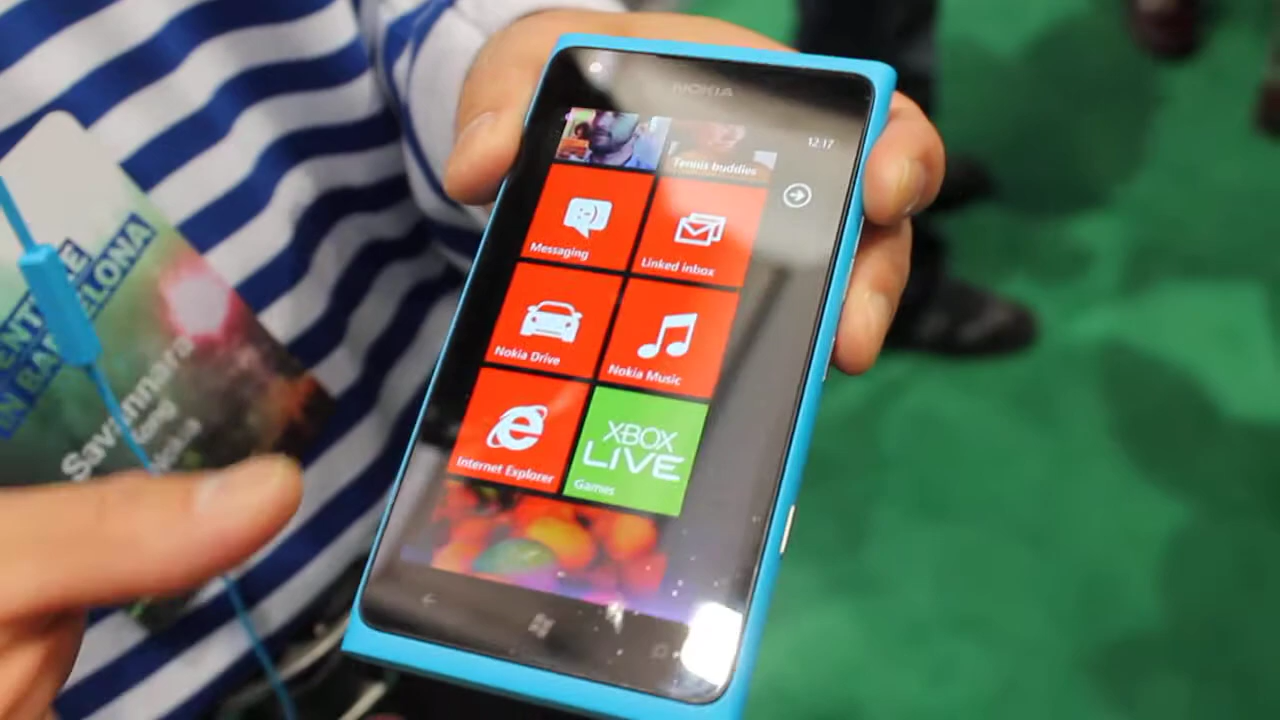 NOKIA
12:17
Tennis buddies
Messaging
Linked inbox
Nokia Drive
Nokia Music
Internet Explorer
XBOX
LIVE
Games
Savannara